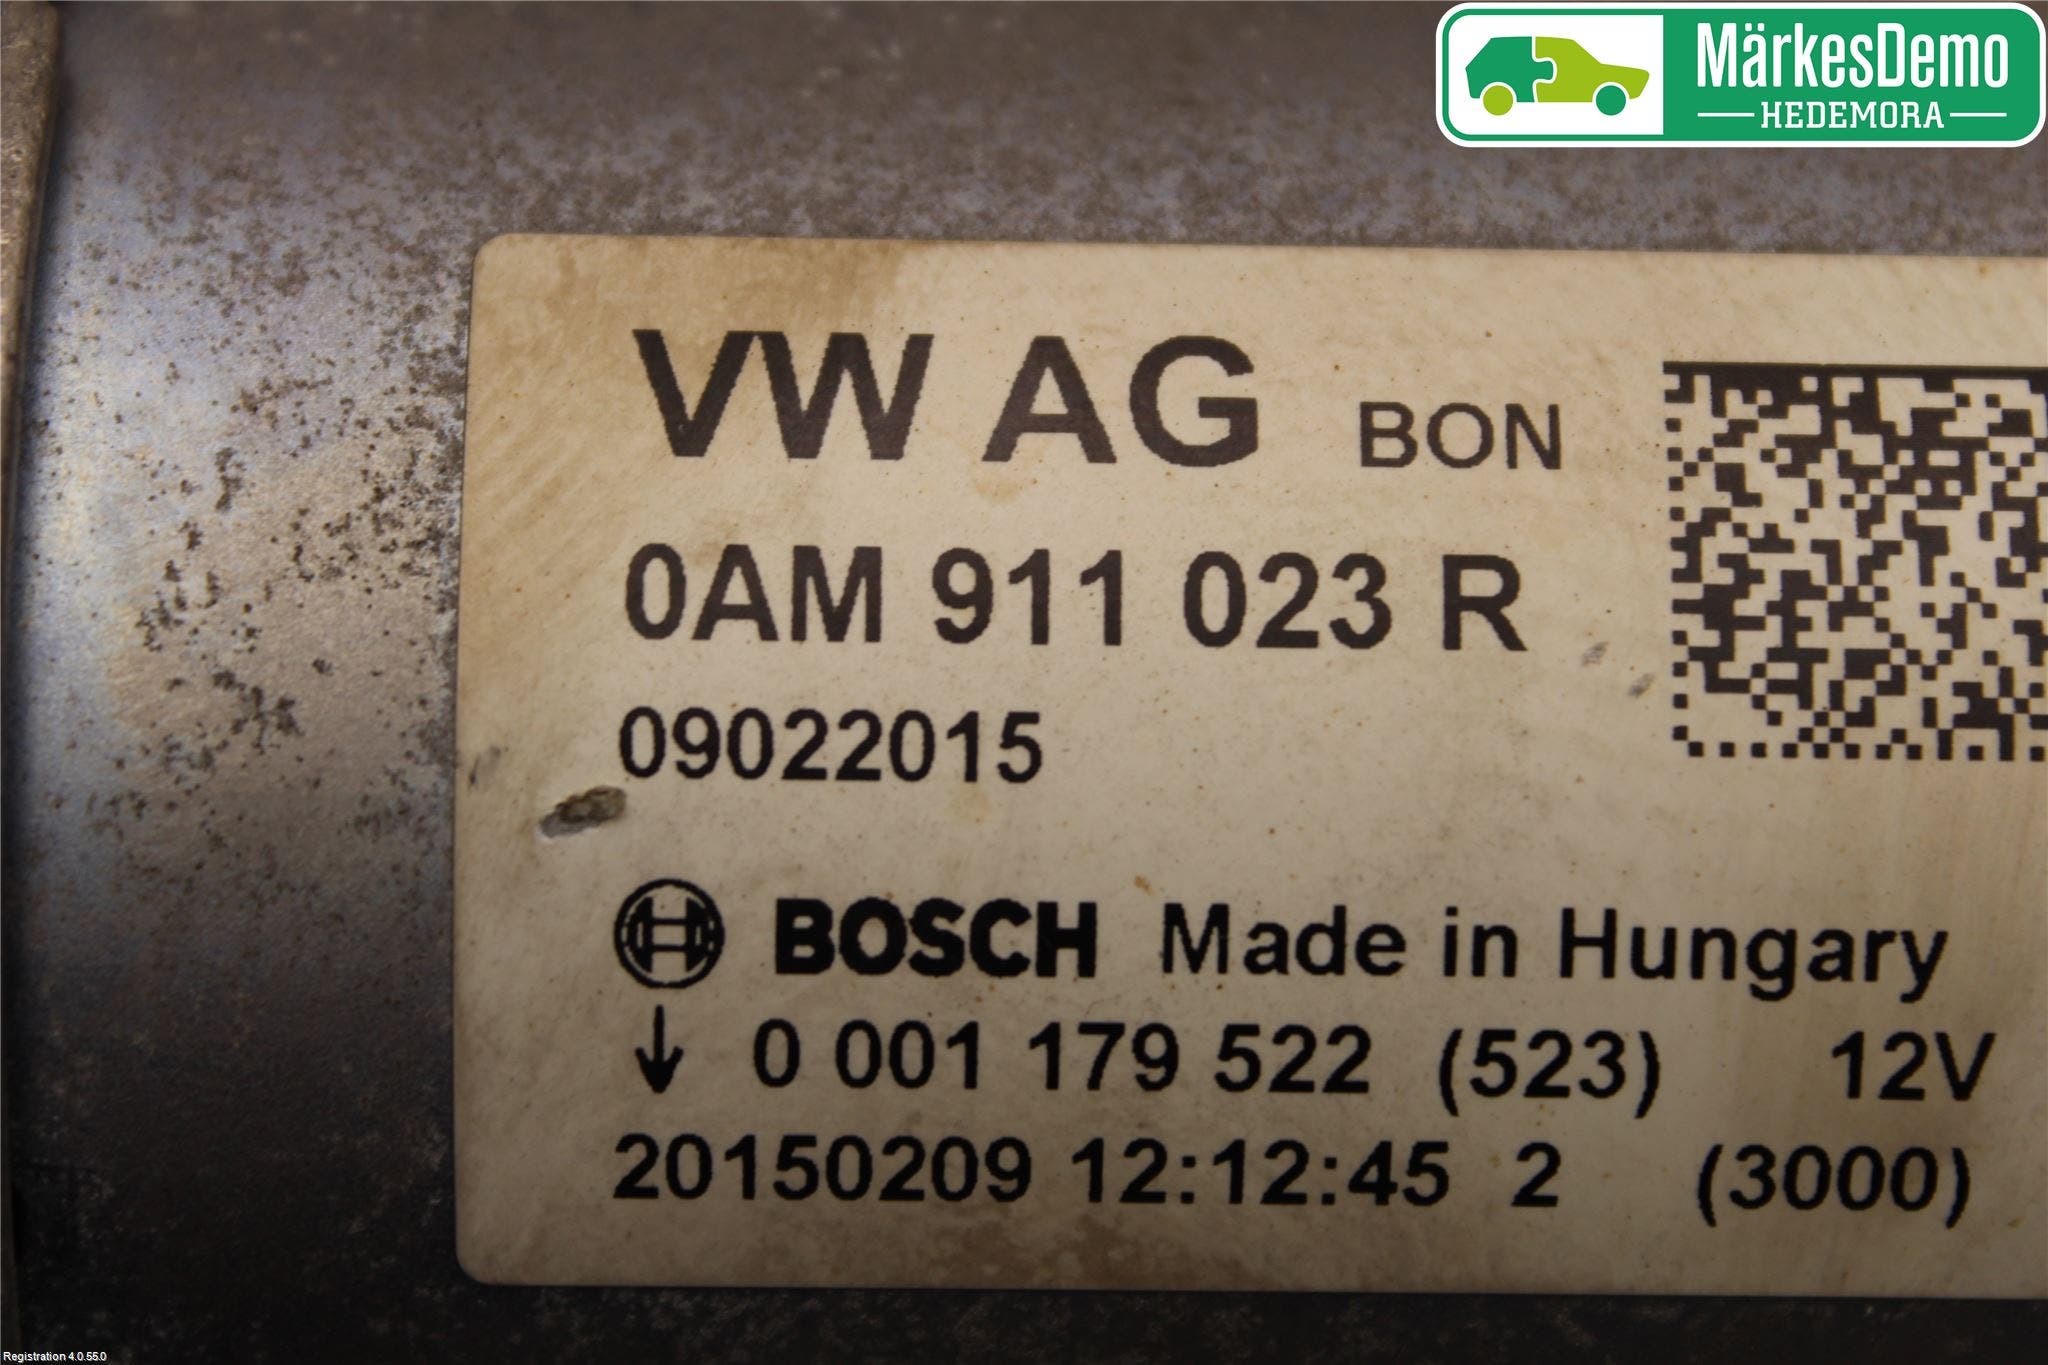 MärkesDemo
HEDEMORA
VW AG BON
0AM 911 023 R
09022015
BOSCH Made in Hungary
↓ 0 001 179 522 (523) 12V
20150209 12:12:45 2 (3000)
Registration 4.0.55.0